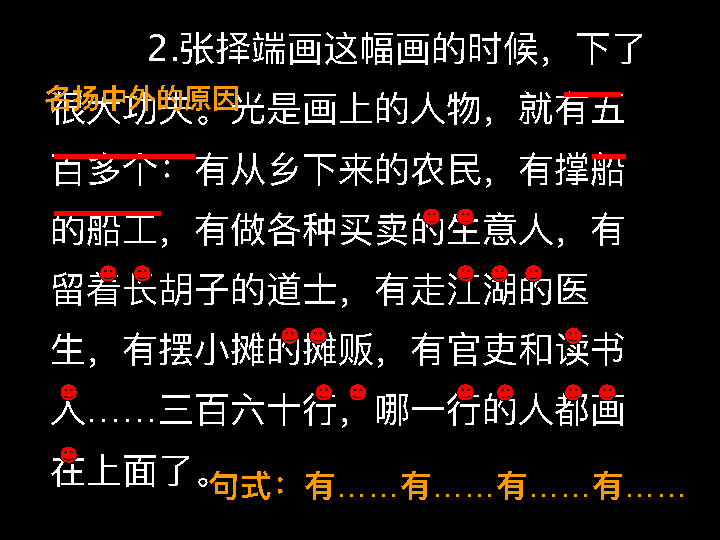 2.张择端画这幅画的时候，下了
名扬中外的原因
很大功夫。光是画上的人物，就有五
百多个：有从乡下来的农民，有撑船
的船工，有做各种买卖的生意人，有
留着长胡子的道士，有走江湖的医
生，有摆小摊的摊贩，有官吏和读书
人……三百六十行，哪一行的人都画
在上面了。
句式：有……有……有……有……